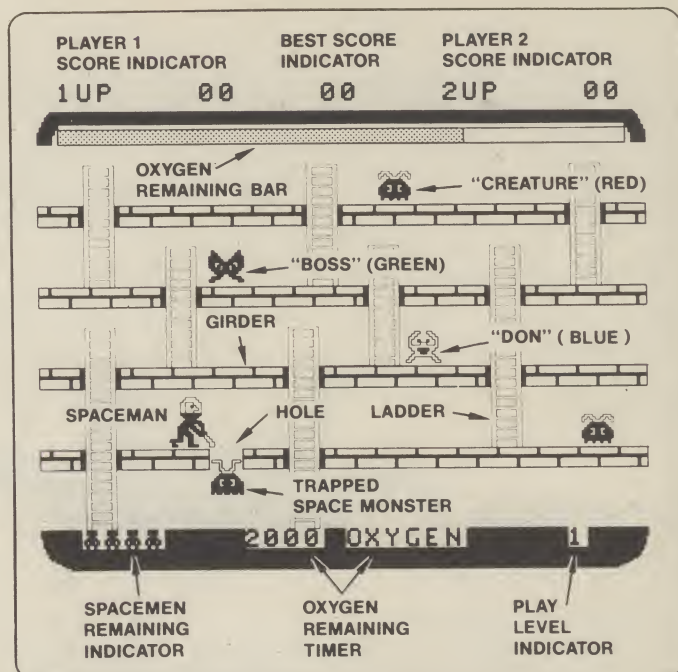 PLAYER 1 SCORE INDICATOR
BEST SCORE INDICATOR
PLAYER 2 SCORE INDICATOR
1UP 00 00 2UP 00
OXYGEN REMAINING BAR
"CREATURE" (RED)
"BOSS" (GREEN)
GIRDER
"DON" ( BLUE )
SPACEMAN
HOLE
LADDER
TRAPPED SPACE MONSTER
2000 OXYGEN 1
SPACEMEN REMAINING INDICATOR
OXYGEN REMAINING TIMER
PLAY LEVEL INDICATOR